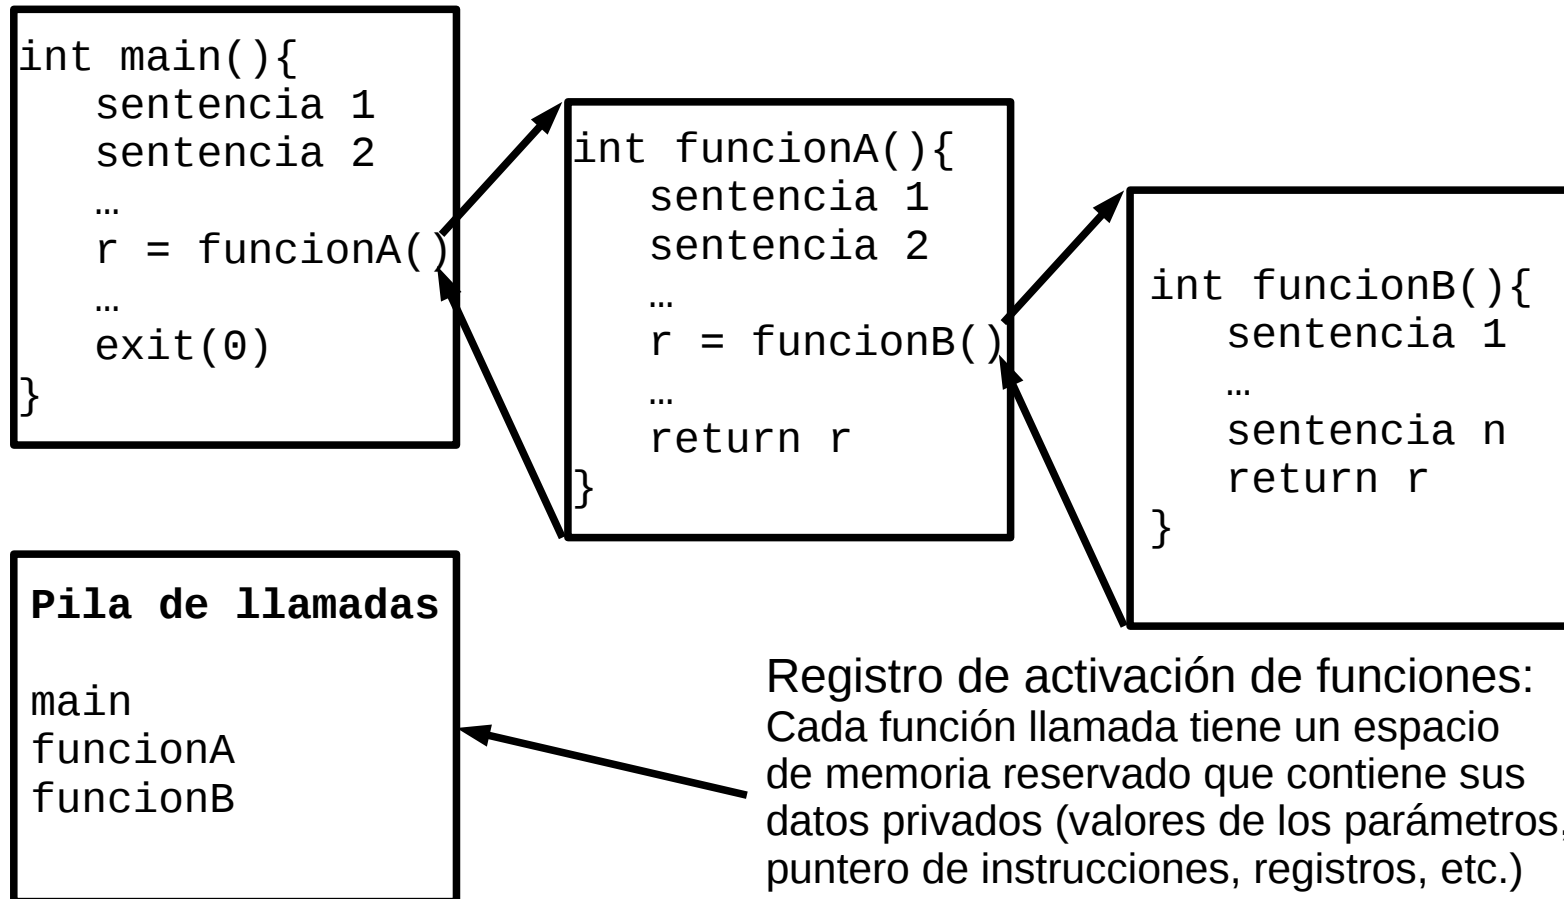 int main(){
sentencia 1
sentencia 2
…
r = funcionA()
…
exit(0)
}
int funcionA(){
sentencia 1
sentencia 2
…
r = funcionB()
…
return r
}
int funcionB(){
sentencia 1
…
sentencia n
return r
}
Pila de llamadas
main
funcionA
funcionB
Registro de activación de funciones:
Cada función llamada tiene un espacio
de memoria reservado que contiene sus
datos privados (valores de los parámetros,
puntero de instrucciones, registros, etc.)